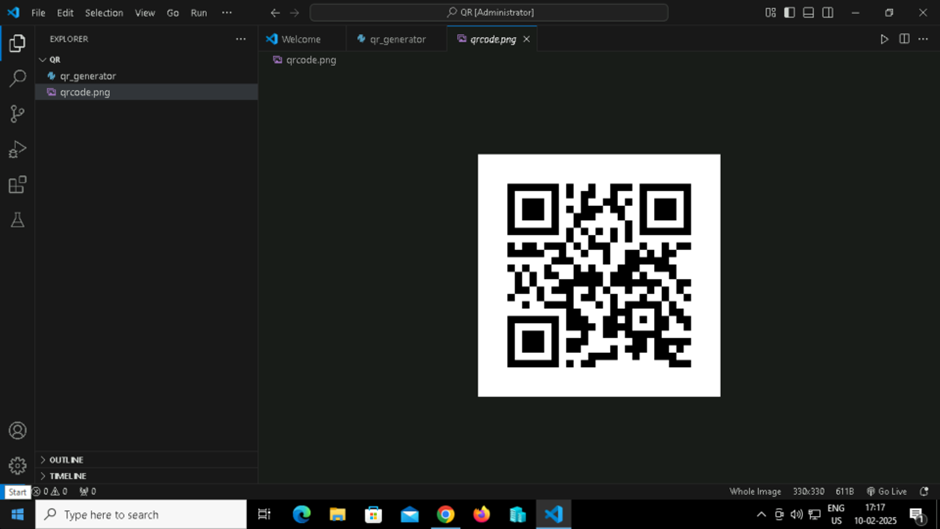 File Edit Selection View Go Run ··· QR [Administrator]
EXPLORER ···
Welcome qr_generator qrcode.png
QR
qrcode.png
qr_generator
qrcode.png
OUTLINE
TIMELINE
Start 0 0 0 Whole Image 330x330 611B Go Live
Type here to search
ENG 17:17
US 10-02-2025
1